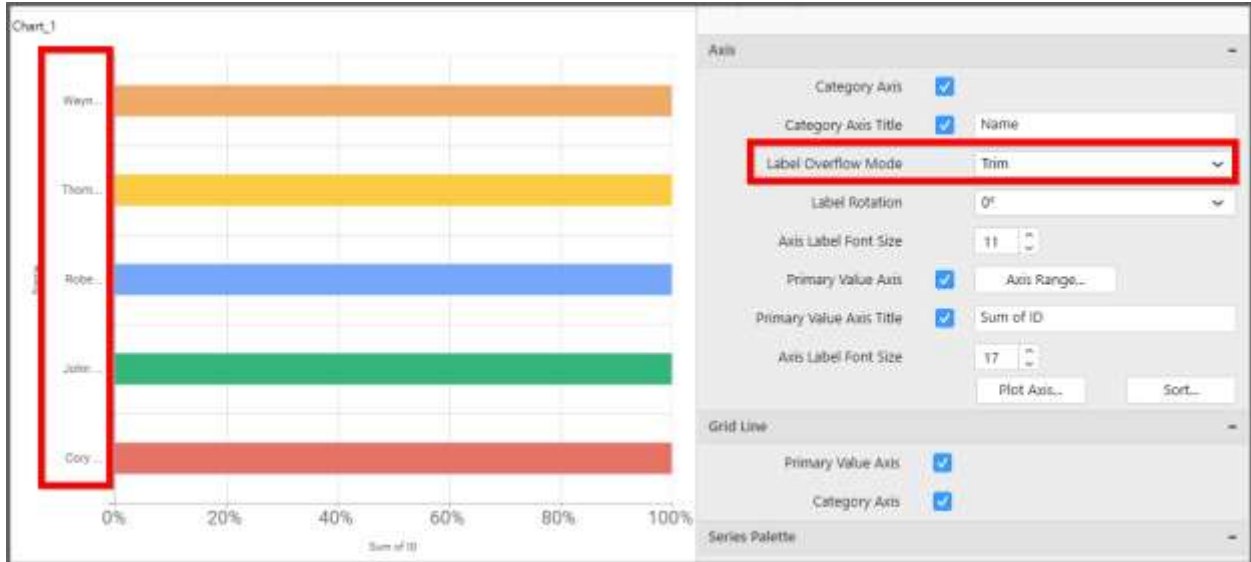 Chart_1
Wayn...
Thom...
Robe...
Julie...
Cory ...
Name
0% 20% 40% 60% 80% 100%
Sum of ID
Axis
Category Axis
Category Axis Title Name
Label Overflow Mode Trim
Label Rotation 0°
Axis Label Font Size 11
Primary Value Axis Axis Range...
Primary Value Axis Title Sum of ID
Axis Label Font Size 17
Plot Axis... Sort...
Grid Line
Primary Value Axis
Category Axis
Series Palette